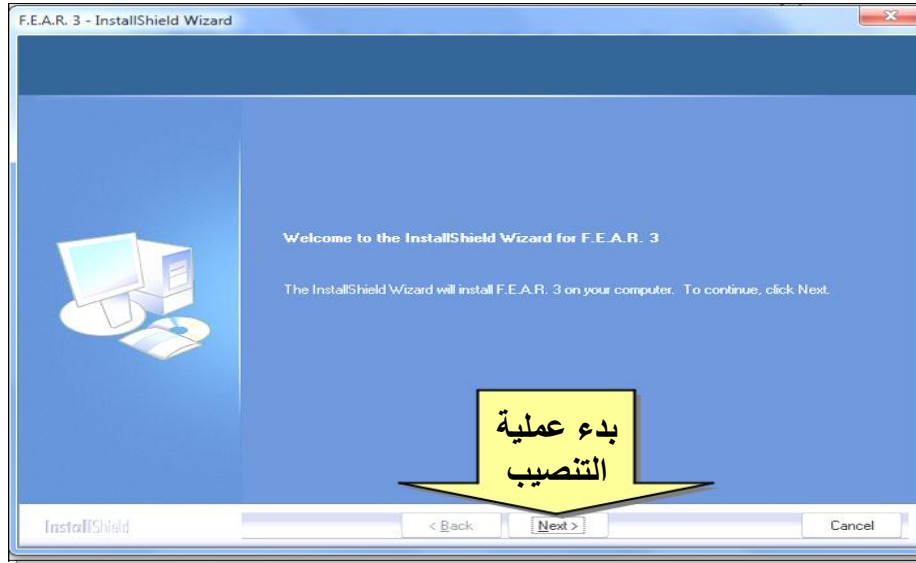 F.E.A.R. 3 - InstallShield Wizard
Welcome to the InstallShield Wizard for F.E.A.R. 3
The InstallShield Wizard will install F.E.A.R. 3 on your computer. To continue, click Next.
بدء عملية
التنصيب
InstallShield
< Back Next > Cancel